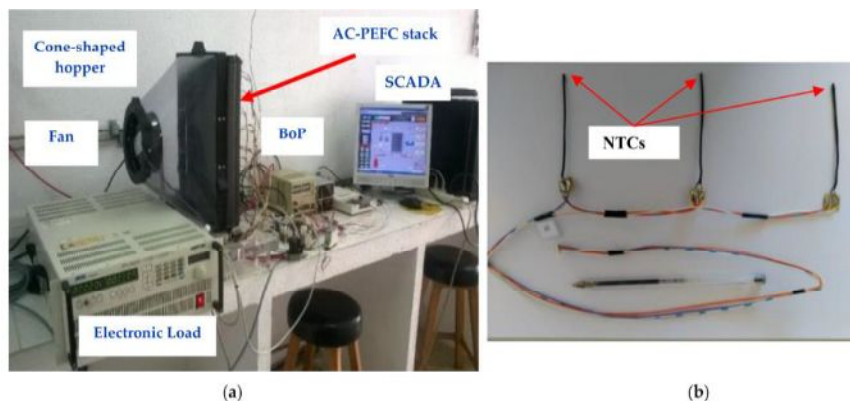 Cone-shaped
hopper
AC-PEFC stack
SCADA
Fan
BoP
Electronic Load
NTCs
(a)
(b)